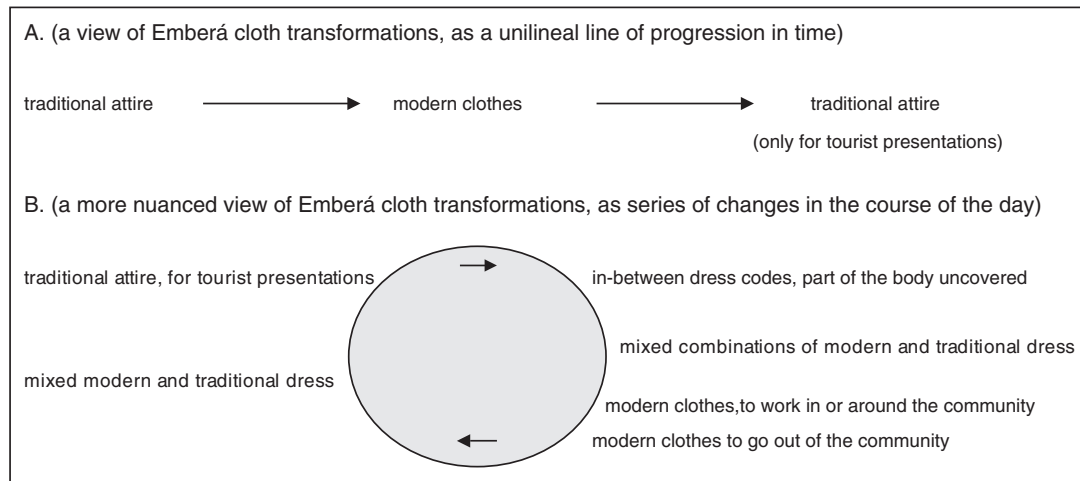 A. (a view of Emberá cloth transformations, as a unilineal line of progression in time)
traditional attire
modern clothes
traditional attire
(only for tourist presentations)
B. (a more nuanced view of Emberá cloth transformations, as series of changes in the course of the day)
traditional attire, for tourist presentations
in-between dress codes, part of the body uncovered
mixed combinations of modern and traditional dress
mixed modern and traditional dress
modern clothes,to work in or around the community
modern clothes to go out of the community